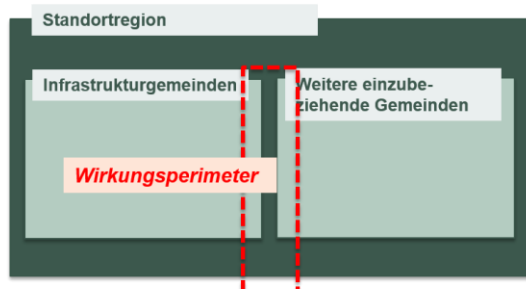 Standortregion
Infrastrukturgemeinden
Weitere einzube-
ziehende Gemeinden
Wirkungsperimeter